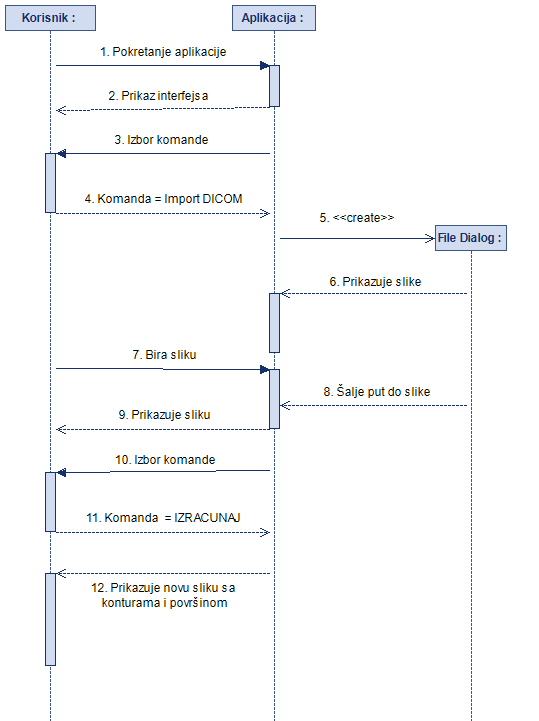 Korisnik :
Aplikacija :
1. Pokretanje aplikacije
2. Prikaz interfejsa
3. Izbor komande
4. Komanda = Import DICOM
5. <<create>>
File Dialog :
6. Prikazuje slike
7. Bira sliku
8. Šalje put do slike
9. Prikazuje sliku
10. Izbor komande
11. Komanda = IZRACUNAJ
12. Prikazuje novu sliku sa
konturama i površinom